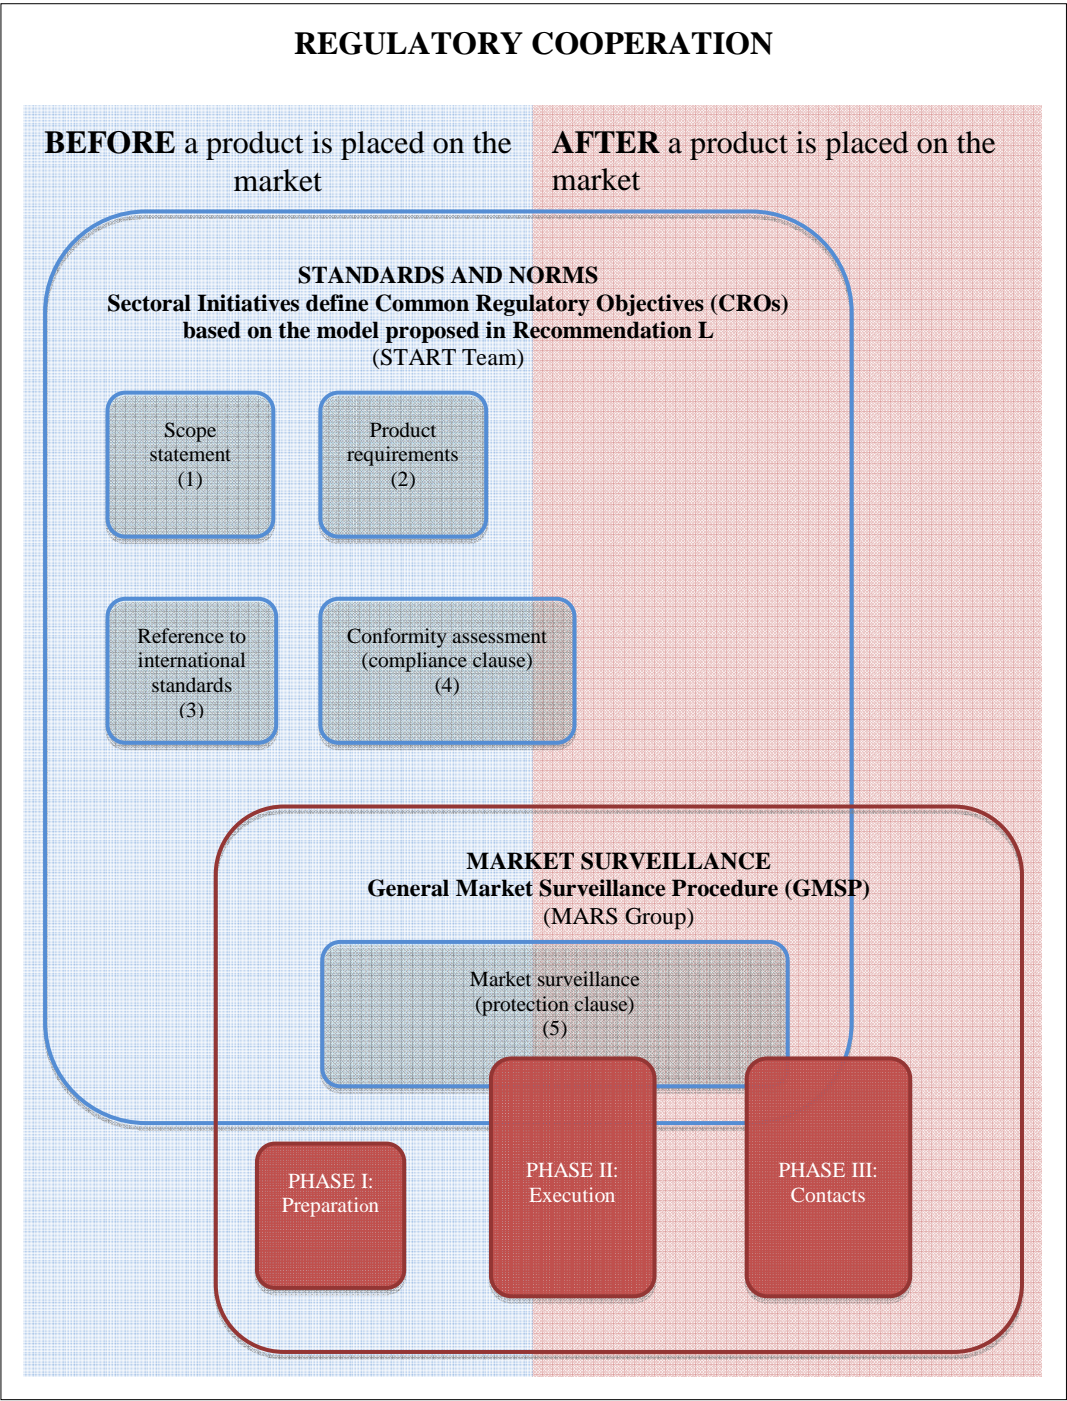 REGULATORY COOPERATION
BEFORE a product is placed on the
market
AFTER a product is placed on the
market
STANDARDS AND NORMS
Sectoral Initiatives define Common Regulatory Objectives (CROs)
based on the model proposed in Recommendation L
(START Team)
Scope
statement
(1)
Product
requirements
(2)
Reference to
international
standards
(3)
Conformity assessment
(compliance clause)
(4)
MARKET SURVEILLANCE
General Market Surveillance Procedure (GMSP)
(MARS Group)
Market surveillance
(protection clause)
(5)
PHASE I:
Preparation
PHASE II:
Execution
PHASE III:
Contacts